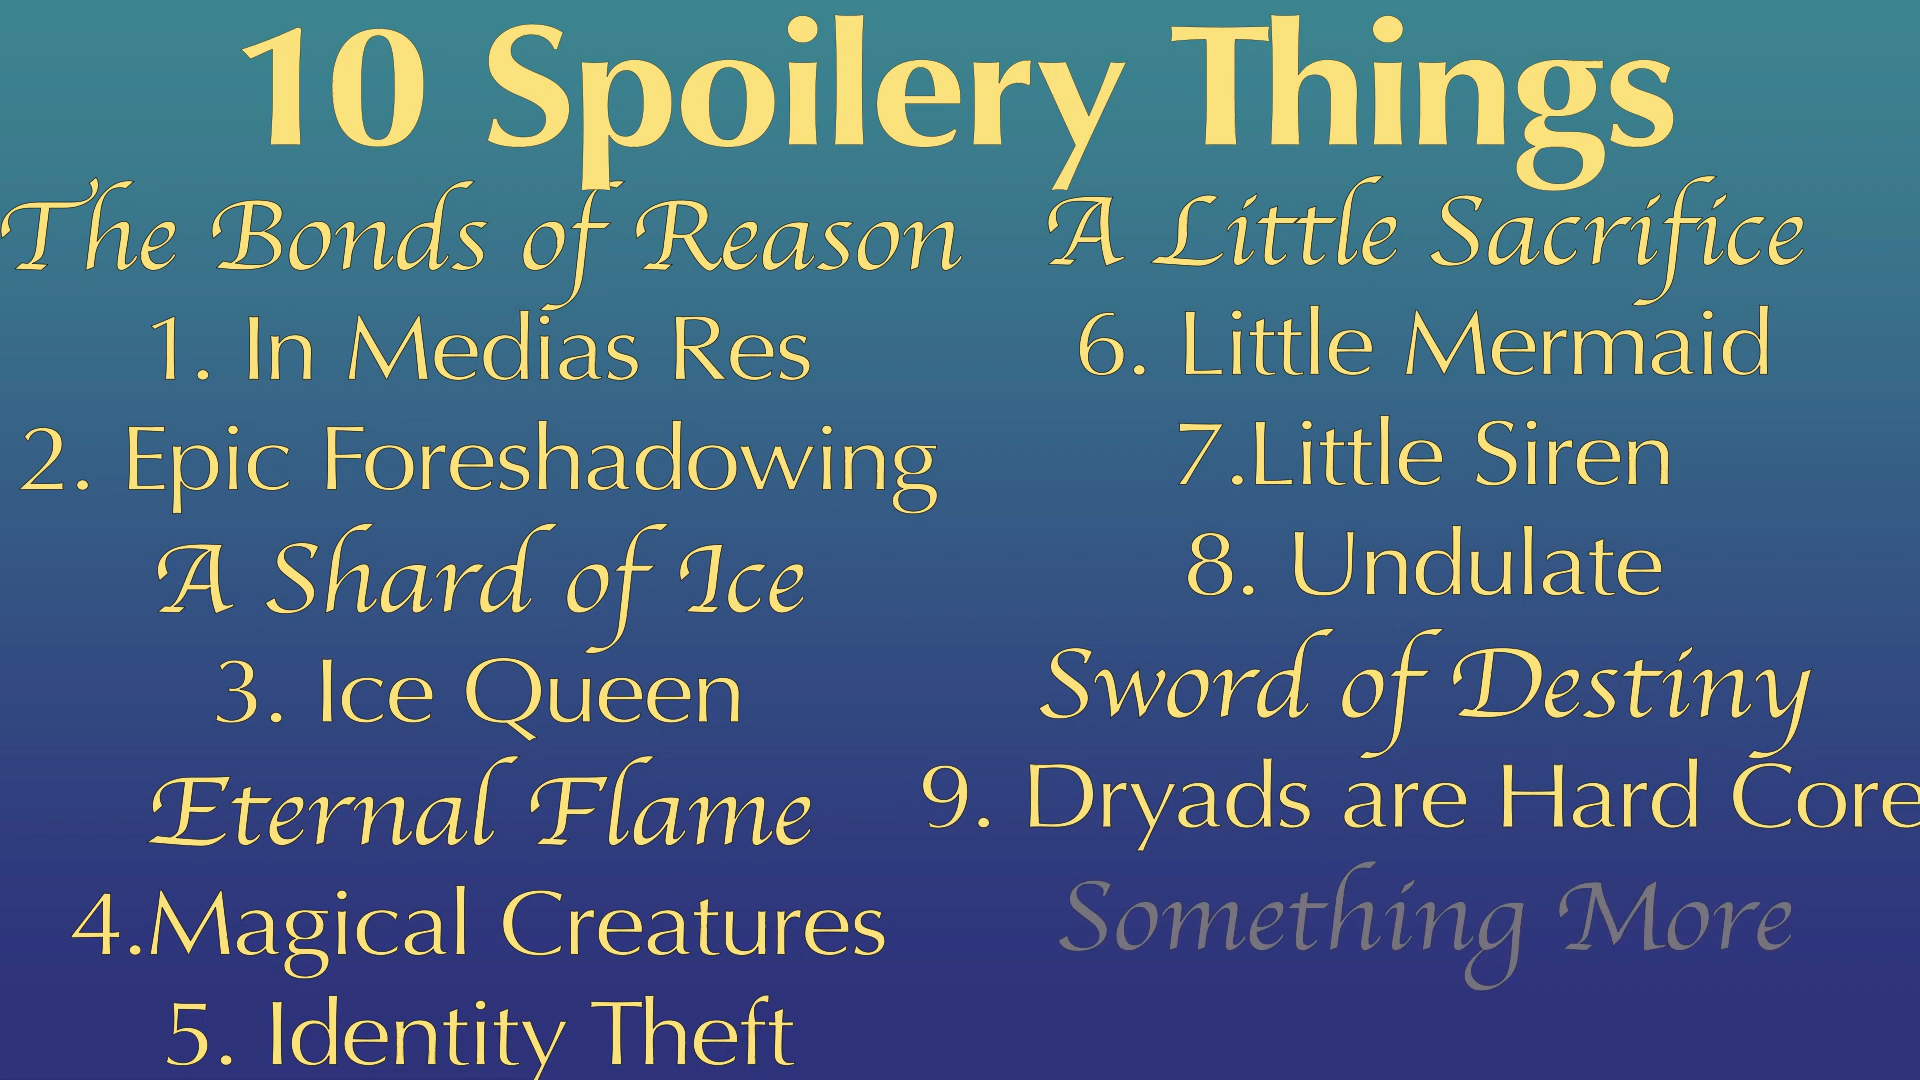 10 Spoilery Things
The Bonds of Reason
1. In Medias Res
2. Epic Foreshadowing
A Shard of Ice
3. Ice Queen
Eternal Flame
4.Magical Creatures
5. Identity Theft
A Little Sacrifice
6. Little Mermaid
7.Little Siren
8. Undulate
Sword of Destiny
9. Dryads are Hard Core
Something More